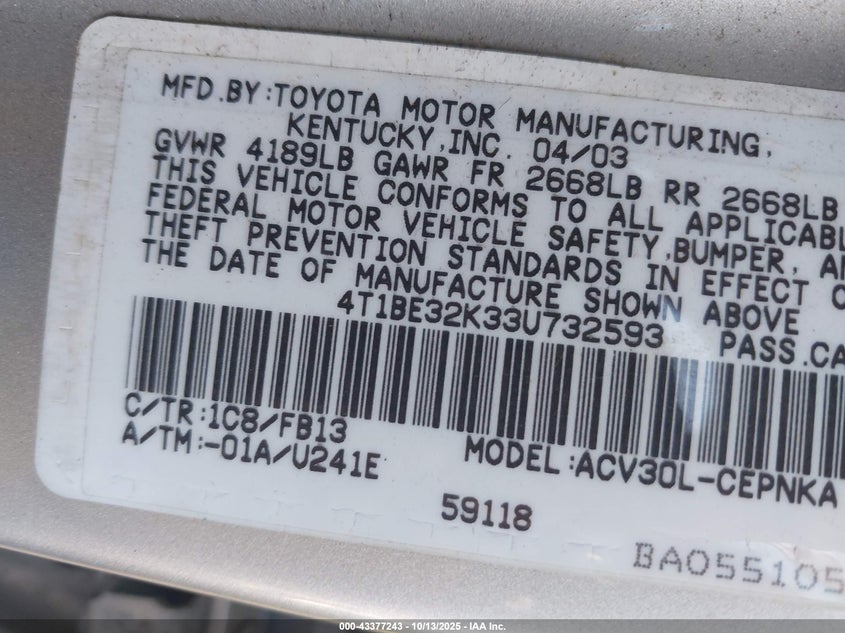 MFD.BY:TOYOTA MOTOR MANUFACTURING,
KENTUCKY,INC. 04/03
GVWR 4189LB GAWR FR 2668LB RR 2668LB
THIS VEHICLE CONFORMS TO ALL APPLICABL
FEDERAL MOTOR VEHICLE SAFETY,BUMPER, A
THEFT PREVENTION STANDARDS IN EFFECT O
THE DATE OF MANUFACTURE SHOWN ABOVE
4T1BE32K33U732593 PASS.CA
C/TR:1C8/FB13
A/TM:-01A/U241E MODEL:ACV30L-CEPNKA
59118
BA055105
000-43377243 | 10/13/2025 - IAA Inc.